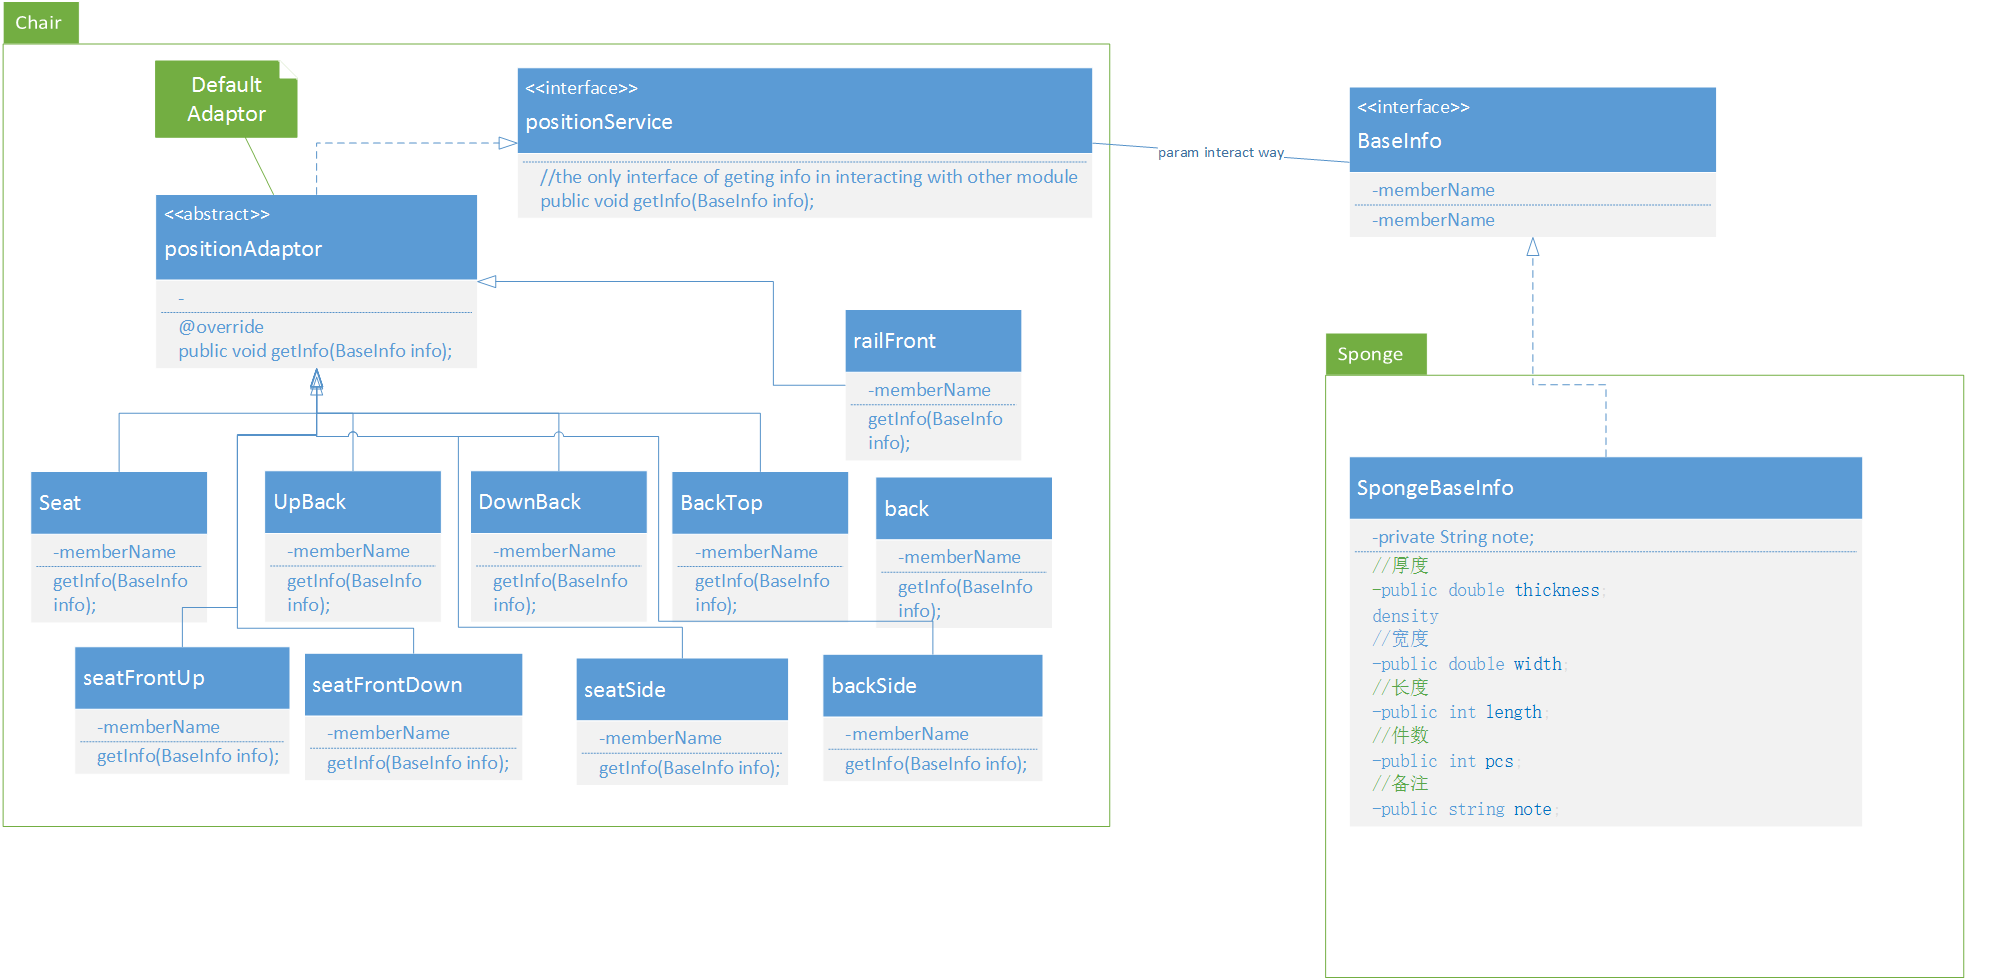 Chair
Default
Adaptor
<<interface>>
positionService
//the only interface of geting info in interacting with other module
public void getInfo(BaseInfo info);
param interact way
<<interface>>
BaseInfo
-memberName
-memberName
<<abstract>>
positionAdaptor
-
@override
public void getInfo(BaseInfo info);
railFront
-memberName
getInfo(BaseInfo
info);
Seat
-memberName
getInfo(BaseInfo
info);
UpBack
-memberName
getInfo(BaseInfo
info);
DownBack
-memberName
getInfo(BaseInfo
info);
BackTop
-memberName
getInfo(BaseInfo
info);
back
-memberName
getInfo(BaseInfo
info);
seatFrontUp
-memberName
getInfo(BaseInfo info);
seatFrontDown
-memberName
getInfo(BaseInfo info);
seatSide
-memberName
getInfo(BaseInfo info);
backSide
-memberName
getInfo(BaseInfo info);
Sponge
SpongeBaseInfo
-private String note;
//厚度
-public double thickness;
density
//宽度
-public double width;
//长度
-public int length;
//件数
-public int pcs;
//备注
-public string note;